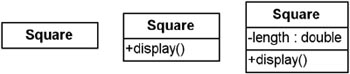 Square
Square
+display()
Square
-length : double
+display()